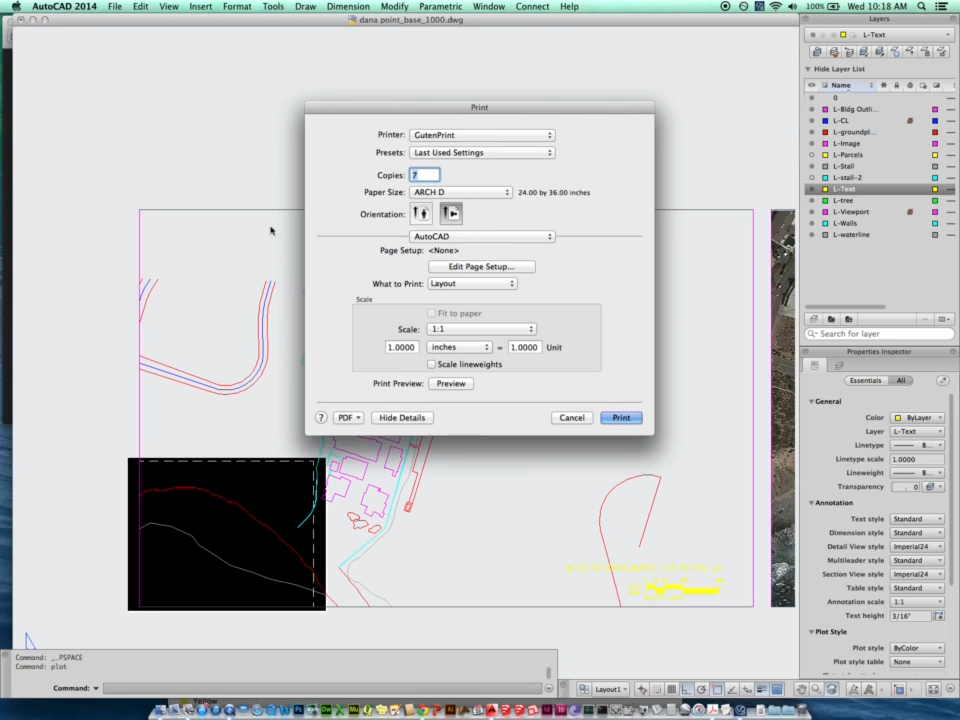 AutoCAD 2014 File Edit View Insert Format Tools Draw Dimension Modify Parametric Window Connect Help 100% Wed 10:18 AM
dana point_base_1000.dwg
Layers
L-Text
Hide Layer List
Name
0
L-Bldg Outli...
L-CL
L-groundpl...
L-Image
L-Parcels
L-Stall
L-stall-2
L-Text
L-tree
L-Viewport
L-Walls
L-waterline
Search for layer
Print
Printer: GutenPrint
Presets: Last Used Settings
Copies: 7
Paper Size: ARCH D 24.00 by 36.00 inches
Orientation:
AutoCAD
Page Setup: <None>
Edit Page Setup...
What to Print: Layout
Scale
Fit to paper
Scale: 1:1
1.0000 inches = 1.0000 Unit
Scale lineweights
Print Preview: Preview
? PDF Hide Details Cancel Print
Properties Inspector
Essentials All
General
Color ByLayer
Layer L-Text
Linetype B...
Linetype scale 1.0000
Lineweight B...
Transparency 0
Annotation
Text style Standard
Dimension style Standard
Detail View style Imperial24
Multileader style Standard
Section View style Imperial24
Table style Standard
Annotation scale 1:1
Text height 3/16"
Plot Style
Plot style ByColor
Plot style table None
Command: _.PSPACE
Command: plot
Command:
Layout1
Yellow